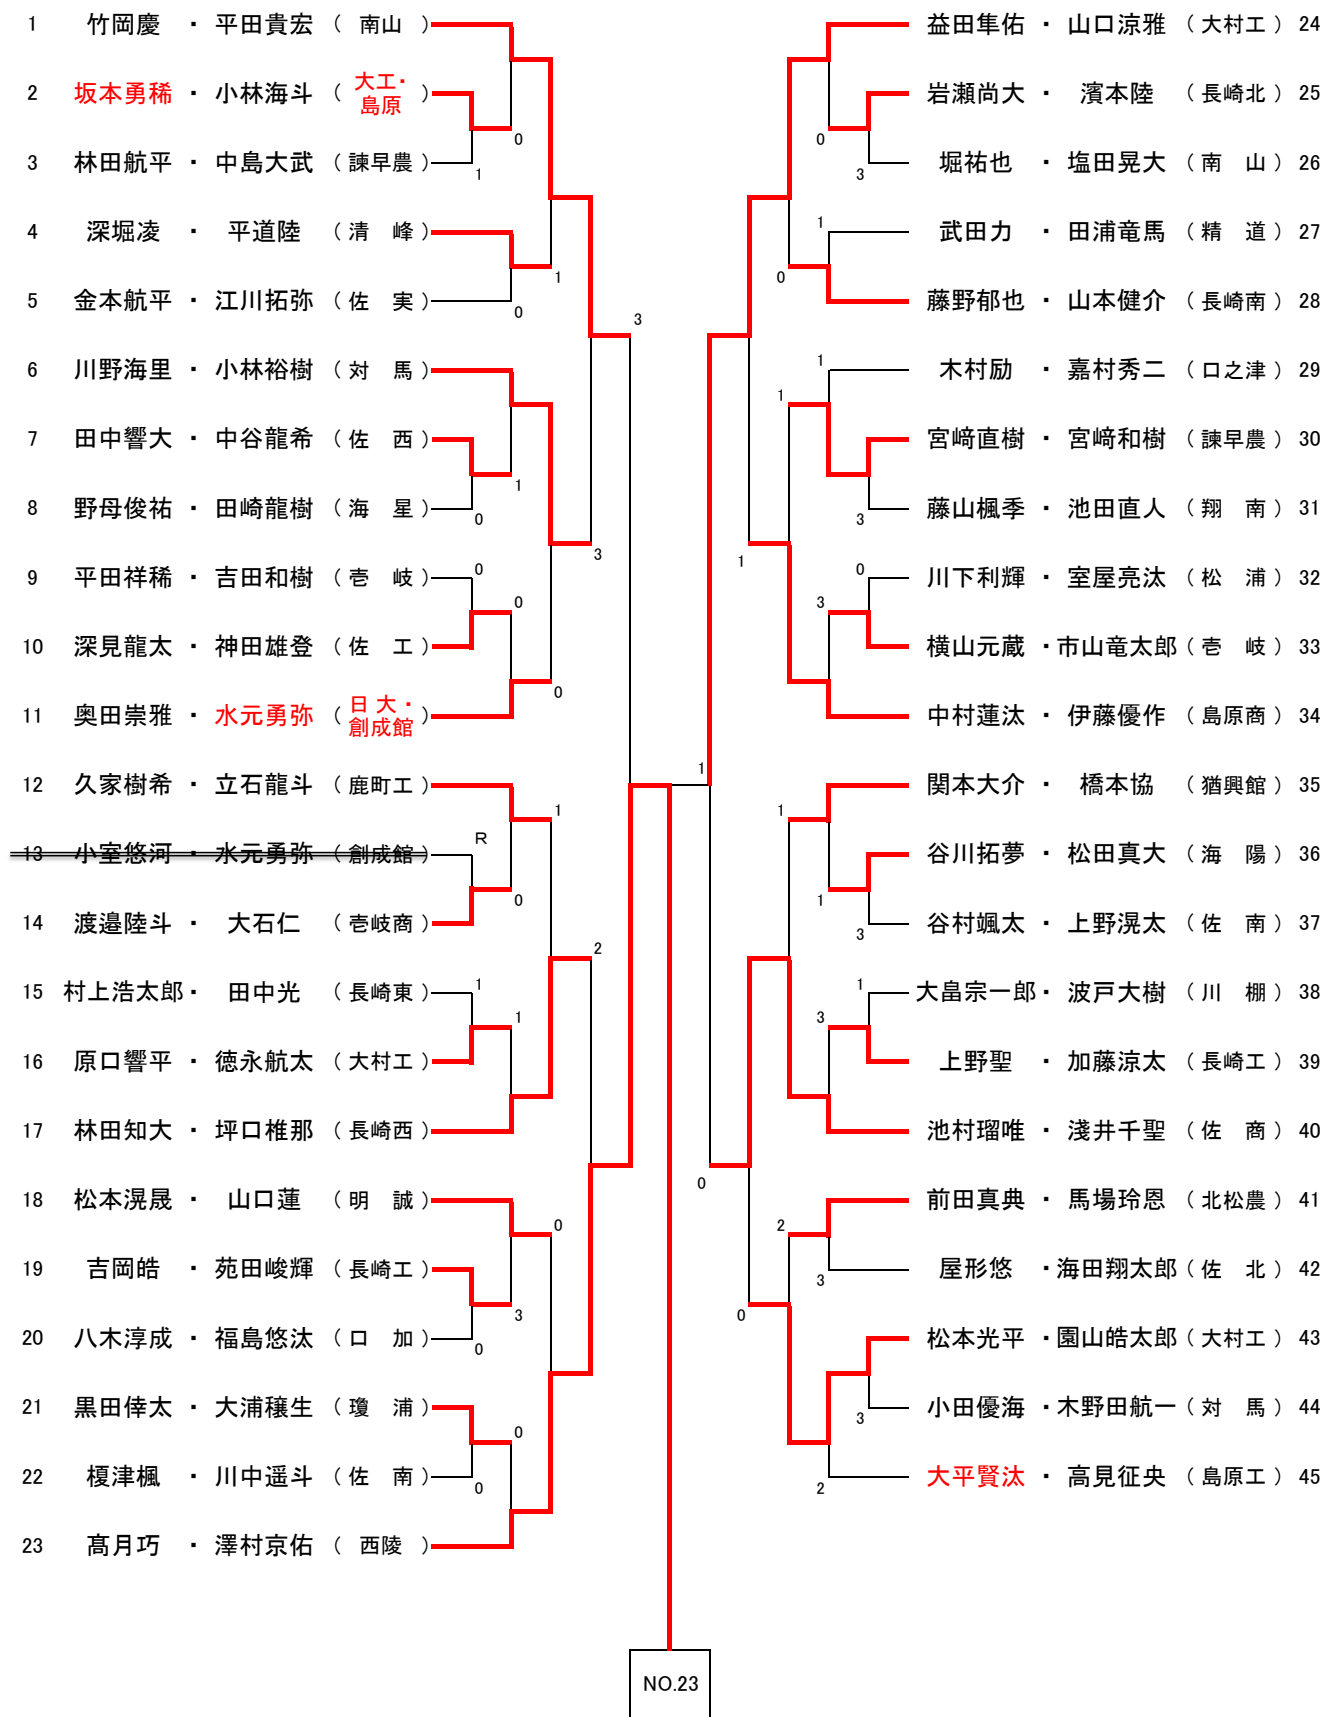 1 竹岡慶 ・ 平田貴宏 ( 南山 )
2 坂本勇稀 ・ 小林海斗 ( 大工・島原 )
0
3 林田航平 ・ 中島大武 ( 諫早農 )
1
4 深堀凌 ・ 平道陸 ( 清 峰 )
1
5 金本航平 ・ 江川拓弥 ( 佐 実 )
0
3
6 川野海里 ・ 小林裕樹 ( 対 馬 )
7 田中響大 ・ 中谷龍希 ( 佐 西 )
1
8 野母俊祐 ・ 田崎龍樹 ( 海 星 )
0
3
9 平田祥稀 ・ 吉田和樹 ( 壱 岐 )
0
0
10 深見龍太 ・ 神田雄登 ( 佐 工 )
0
11 奥田崇雅 ・ 水元勇弥 ( 日大・創成館 )
12 久家樹希 ・ 立石龍斗 ( 鹿町工 )
1
R
13 小室悠河 ・ 水元勇弥 ( 創成館 )
0
14 渡邉陸斗 ・ 大石仁 ( 壱岐商 )
2
15 村上浩太郎・ 田中光 ( 長崎東 )
1
1
16 原口響平 ・ 徳永航太 ( 大村工 )
17 林田知大 ・ 坪口椎那 ( 長崎西 )
18 松本滉晟 ・ 山口蓮 ( 明 誠 )
0
19 吉岡皓 ・ 苑田峻輝 ( 長崎工 )
3
20 八木淳成 ・ 福島悠汰 ( 口 加 )
0
21 黒田倖太 ・ 大浦穣生 ( 瓊 浦 )
0
22 榎津楓 ・ 川中遥斗 ( 佐 南 )
0
23 髙月巧 ・ 澤村京佑 ( 西陵 )
益田隼佑 ・ 山口涼雅 ( 大村工 ) 24
岩瀬尚大 ・ 濱本陸 ( 長崎北 ) 25
0
堀祐也 ・ 塩田晃大 ( 南 山 ) 26
3
1
武田力 ・ 田浦竜馬 ( 精 道 ) 27
0
藤野郁也 ・ 山本健介 ( 長崎南 ) 28
1
木村励 ・ 嘉村秀二 ( 口之津 ) 29
1
宮﨑直樹 ・ 宮﨑和樹 ( 諫早農 ) 30
藤山楓季 ・ 池田直人 ( 翔 南 ) 31
3
1
0
川下利輝 ・ 室屋亮汰 ( 松 浦 ) 32
3
横山元蔵 ・市山竜太郎 ( 壱 岐 ) 33
中村蓮汰 ・ 伊藤優作 ( 島原商 ) 34
1
関本大介 ・ 橋本協 ( 猶興館 ) 35
1
谷川拓夢 ・ 松田真大 ( 海 陽 ) 36
1
谷村颯太 ・ 上野滉太 ( 佐 南 ) 37
3
1
大畠宗一郎・ 波戸大樹 ( 川 棚 ) 38
3
上野聖 ・ 加藤涼太 ( 長崎工 ) 39
池村瑠唯 ・ 淺井千聖 ( 佐 商 ) 40
0
前田真典 ・ 馬場玲恩 ( 北松農 ) 41
2
屋形悠 ・海田翔太郎 ( 佐 北 ) 42
3
0
松本光平 ・園山皓太郎 ( 大村工 ) 43
小田優海 ・木野田航一 ( 対 馬 ) 44
3
大平賢汰 ・ 高見征央 ( 島原工 ) 45
2
NO.23